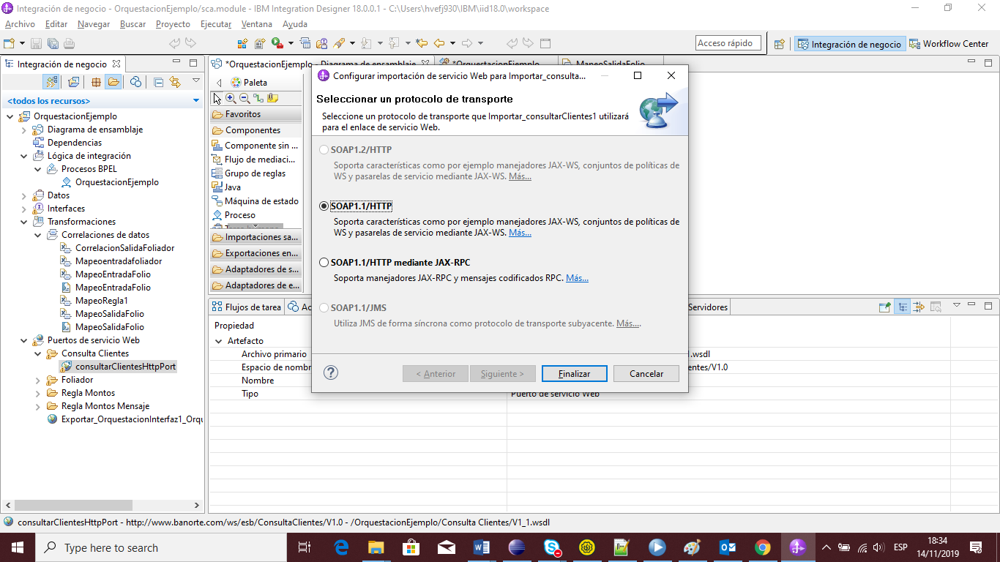 Integración de negocio - OrquestacionEjemplo/sca.module - IBM Integration Designer 18.0.0.1 - C:\Users\hvefj930\IBM\iid18.0\workspace
Archivo Editar Navegar Buscar Proyecto Ejecutar Ventana Ayuda
Acceso rápido
Integración de negocio
Workflow Center
Integración de negocio
<todos los recursos>
OrquestacionEjemplo
Diagrama de ensamblaje
Dependencias
Lógica de integración
Procesos BPEL
OrquestacionEjemplo
Datos
Interfaces
Transformaciones
Correlaciones de datos
CorrelacionSalidaFoliador
Mapeoentradafoliador
MapeoEntradaFolio
MapeoEntradaFolio
MapeoRegla1
MapeoSalidaFolio
MapeoSalidaFolio
Puertos de servicio Web
Consulta Clientes
consultarClientesHttpPort
Foliador
Regla Montos
Regla Montos Mensaje
Exportar_OrquestacionInterfaz1_Orqu
*OrquestacionEjemplo - Diagrama de ensamblaje
*OrquestacionEjemplo
MapeoSalidaFolio
Paleta
Favoritos
Componentes
Componente sin ...
Flujo de mediaci...
Grupo de reglas
Java
Máquina de estado
Proceso
Importaciones sa...
Exportaciones en...
Adaptadores de s...
Adaptadores de e...
Configurar importación de servicio Web para Importar_consulta...
Seleccionar un protocolo de transporte
Seleccione un protocolo de transporte que Importar_consultarClientes1 utilizará
para el enlace de servicio Web.
SOAP1.2/HTTP
Soporta características como por ejemplo manejadores JAX-WS, conjuntos de políticas de
WS y pasarelas de servicio mediante JAX-WS. Más...
SOAP1.1/HTTP
Soporta características como por ejemplo manejadores JAX-WS, conjuntos de políticas de
WS y pasarelas de servicio mediante JAX-WS. Más...
SOAP1.1/HTTP mediante JAX-RPC
Soporta manejadores JAX-RPC y mensajes codificados RPC. Más...
SOAP1.1/JMS
Utiliza JMS de forma síncrona como protocolo de transporte subyacente. Más....
< Anterior
Siguiente >
Finalizar
Cancelar
Flujos de tarea
Ac
Servidores
Propiedad
Artefacto
Archivo primario
1.wsdl
Espacio de nombr
entes/V1.0
Nombre
Tipo
Puerto de servicio Web
consultarClientesHttpPort - http://www.banorte.com/ws/esb/ConsultaClientes/V1.0 - /OrquestacionEjemplo/Consulta Clientes/V1_1.wsdl
Type here to search
ESP
18:34
14/11/2019